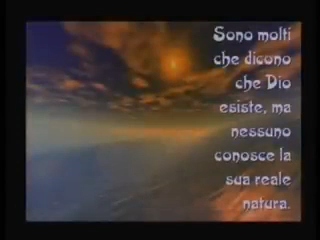 Sono molti
che dicono
che Dio
esiste, ma
nessuno
conosce la
sua reale
natura.